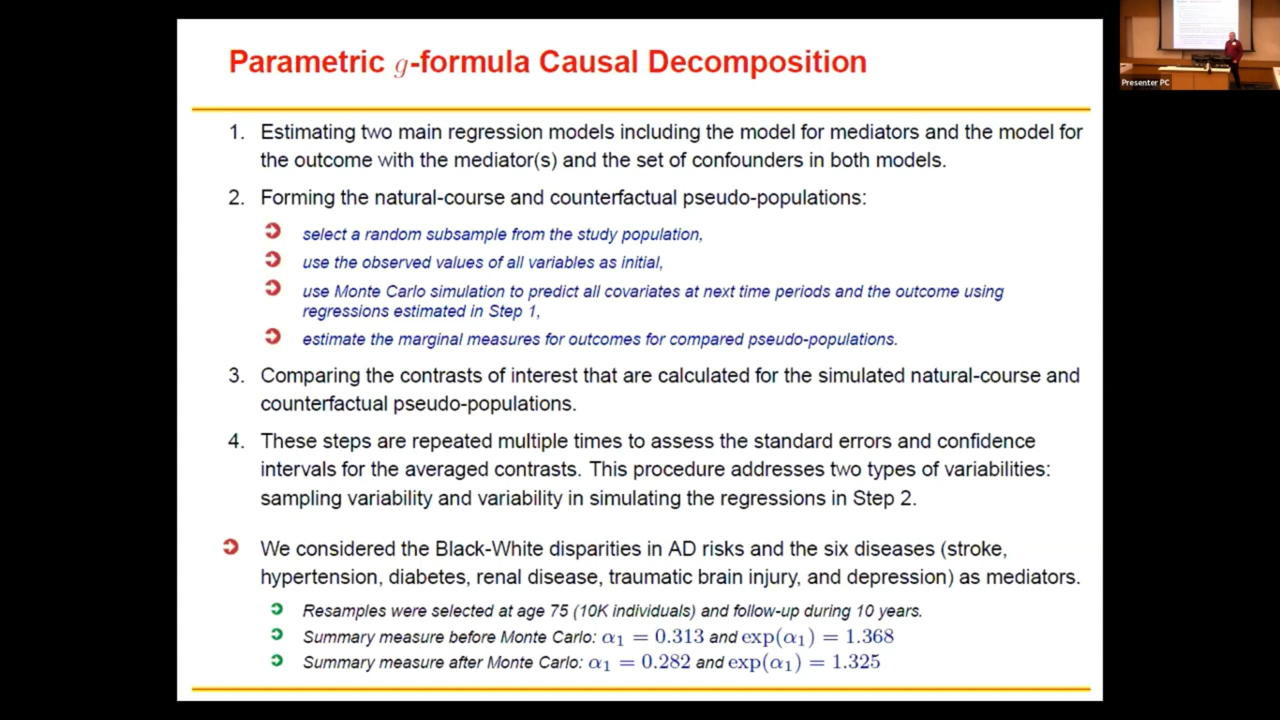 Parametric g-formula Causal Decomposition
1. Estimating two main regression models including the model for mediators and the model for
the outcome with the mediator(s) and the set of confounders in both models.
2. Forming the natural-course and counterfactual pseudo-populations:
select a random subsample from the study population,
use the observed values of all variables as initial,
use Monte Carlo simulation to predict all covariates at next time periods and the outcome using
regressions estimated in Step 1,
estimate the marginal measures for outcomes for compared pseudo-populations.
3. Comparing the contrasts of interest that are calculated for the simulated natural-course and
counterfactual pseudo-populations.
4. These steps are repeated multiple times to assess the standard errors and confidence
intervals for the averaged contrasts. This procedure addresses two types of variabilities:
sampling variability and variability in simulating the regressions in Step 2.
We considered the Black-White disparities in AD risks and the six diseases (stroke,
hypertension, diabetes, renal disease, traumatic brain injury, and depression) as mediators.
Resamples were selected at age 75 (10K individuals) and follow-up during 10 years.
Summary measure before Monte Carlo: α₁ = 0.313 and exp(α₁) = 1.368
Summary measure after Monte Carlo: α₁ = 0.282 and exp(α₁) = 1.325
Presenter PC